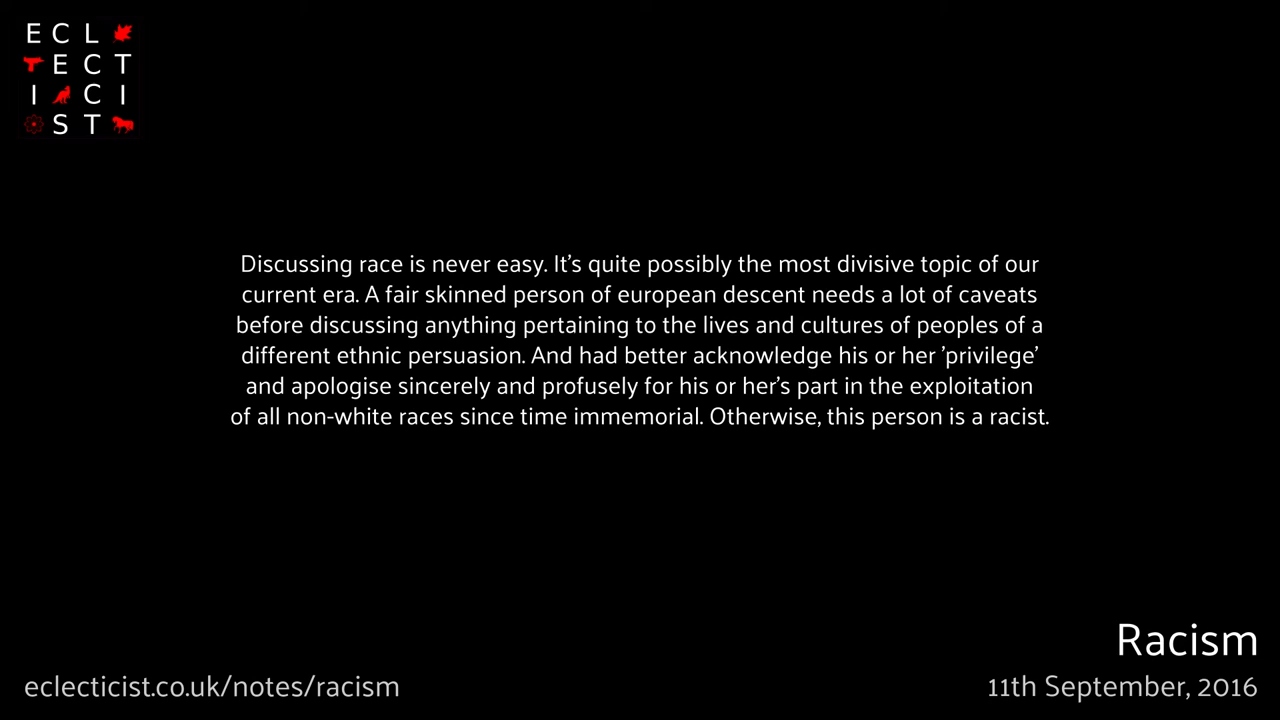 E C L
E C T
I C I
S T
Discussing race is never easy. It's quite possibly the most divisive topic of our
current era. A fair skinned person of european descent needs a lot of caveats
before discussing anything pertaining to the lives and cultures of peoples of a
different ethnic persuasion. And had better acknowledge his or her 'privilege'
and apologise sincerely and profusely for his or her's part in the exploitation
of all non-white races since time immemorial. Otherwise, this person is a racist.
Racism
eclecticist.co.uk/notes/racism
11th September, 2016